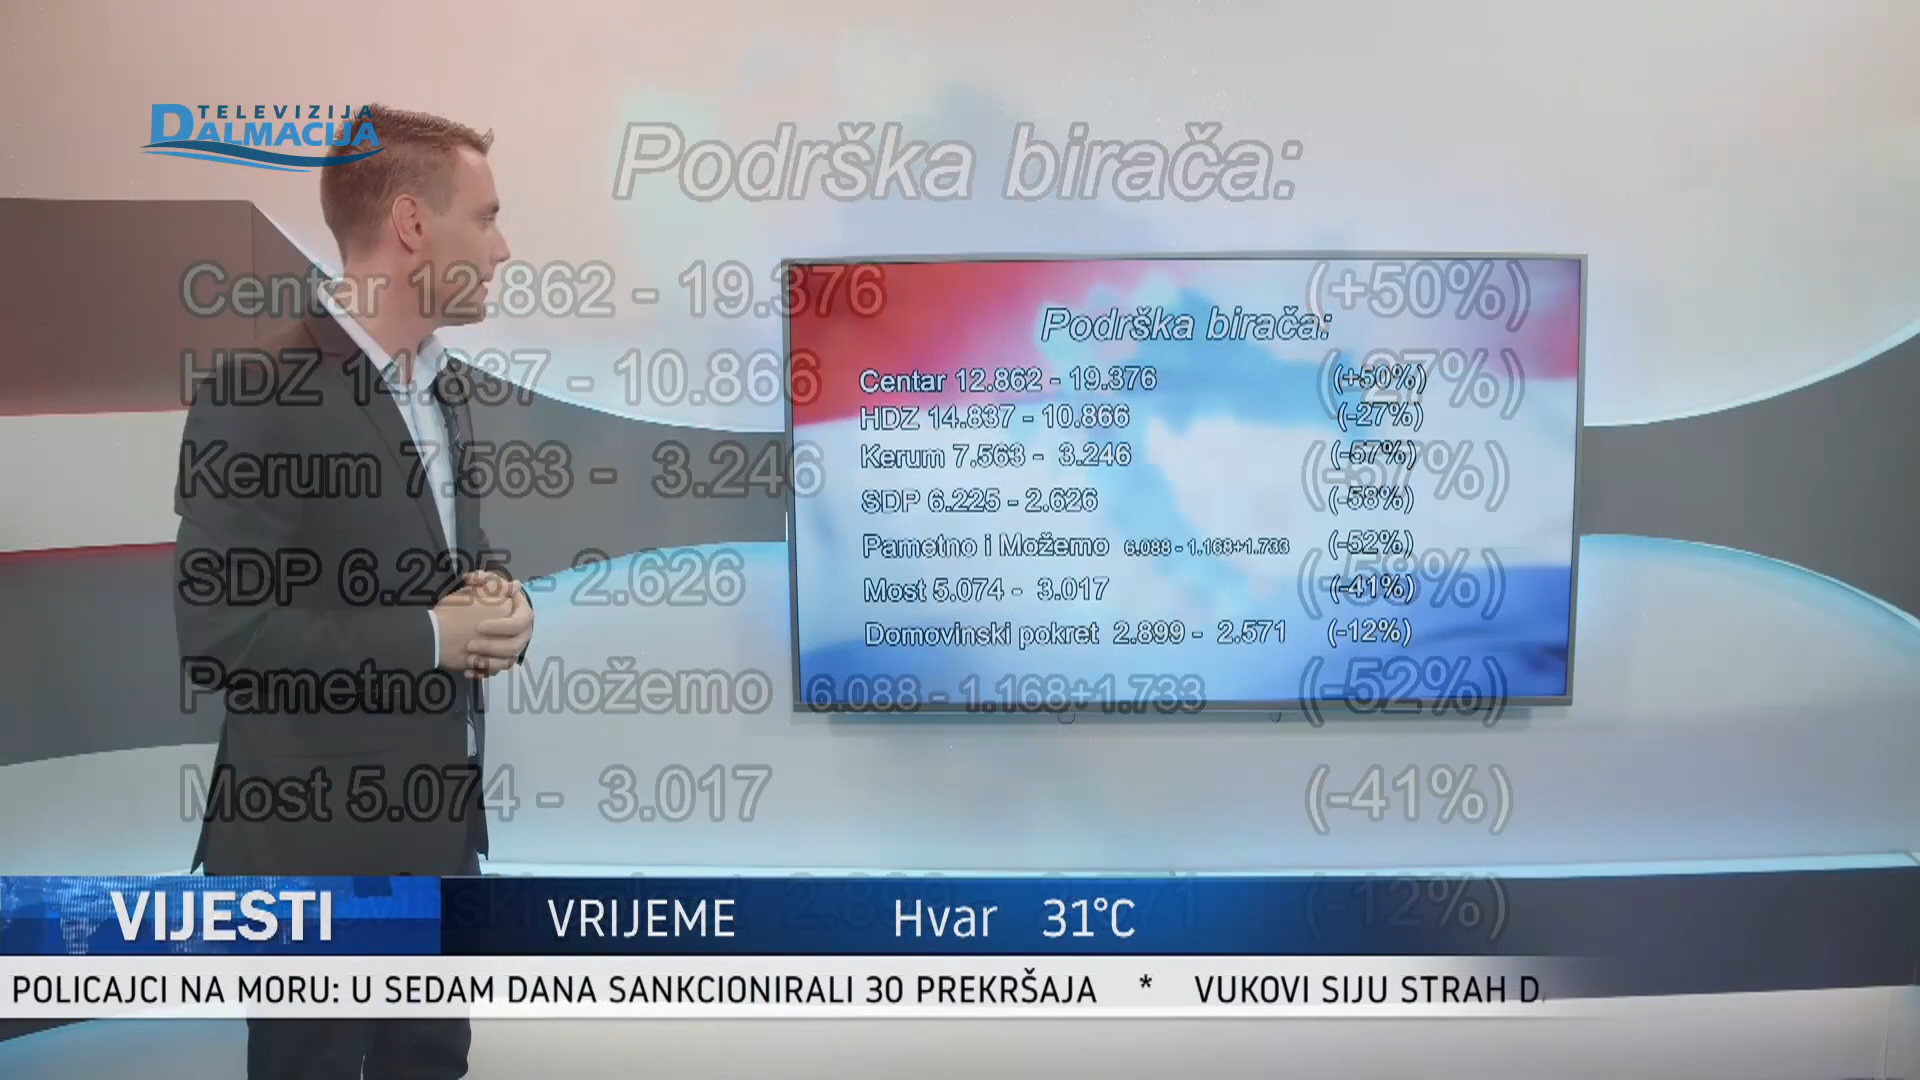 TELEVIZIJA
DALMACIJA
Podrška birača:
Centar 12.862 - 19.376 (+50%)
HDZ 14.837 - 10.866 (-27%)
Kerum 7.563 - 3.246 (-57%)
SDP 6.225 - 2.626 (-58%)
Pametno i Možemo 6.088 - 1.168+1.733 (-52%)
Most 5.074 - 3.017 (-41%)
2.899 - 2.571 (-12%)
Podrška birača:
Centar 12.862 - 19.376 (+50%)
HDZ 14.837 - 10.866 (-27%)
Kerum 7.563 - 3.246 (-57%)
SDP 6.225 - 2.626 (-58%)
Pametno i Možemo 6.088 - 1.168+1.733 (-52%)
Most 5.074 - 3.017 (-41%)
Domovinski pokret 2.899 - 2.571 (-12%)
VIJESTI VRIJEME Hvar 31°C
POLICAJCI NA MORU: U SEDAM DANA SANKCIONIRALI 30 PREKRŠAJA * VUKOVI SIJU STRAH D